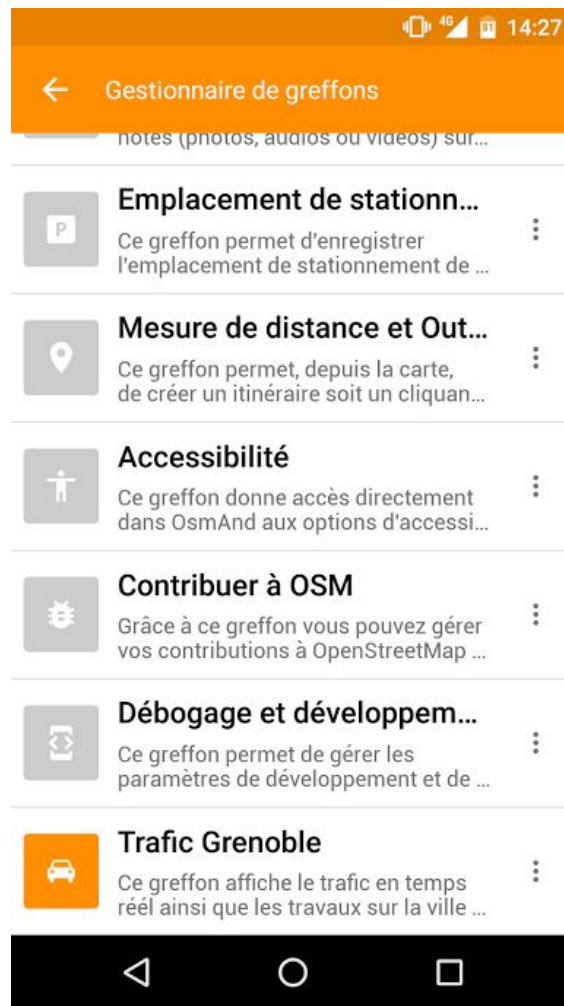 4G 81 14:27
Gestionnaire de greffons
notes (photos, audios ou vidéos) sur...
Emplacement de stationn...
P
Ce greffon permet d'enregistrer
l'emplacement de stationnement de ...
Mesure de distance et Out...
Ce greffon permet, depuis la carte,
de créer un itinéraire soit un cliquan...
Accessibilité
Ce greffon donne accès directement
dans OsmAnd aux options d'accessi...
Contribuer à OSM
Grâce à ce greffon vous pouvez gérer
vos contributions à OpenStreetMap ...
Débogage et développem...
Ce greffon permet de gérer les
paramètres de développement et de ...
Trafic Grenoble
Ce greffon affiche le trafic en temps
réél ainsi que les travaux sur la ville ...